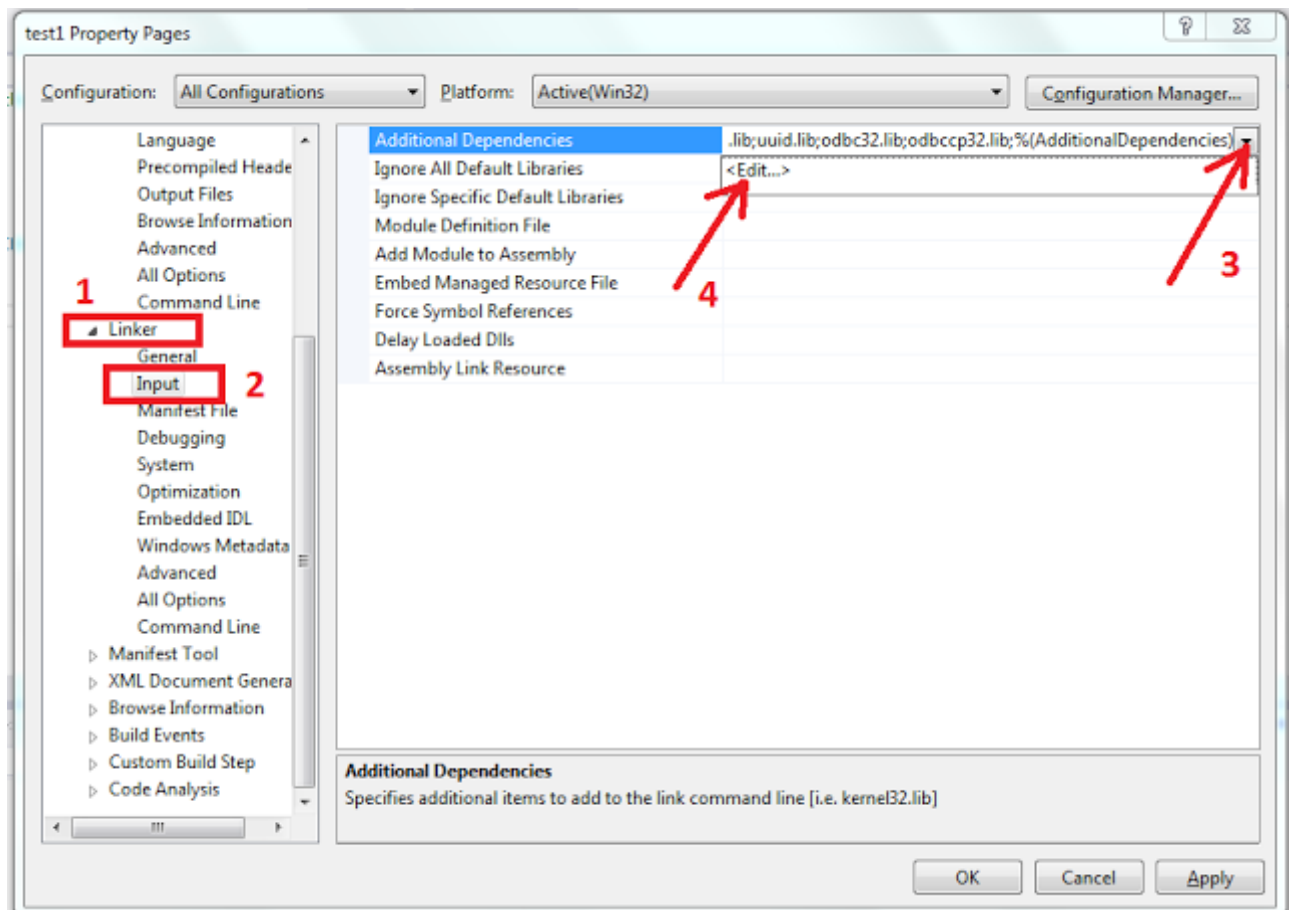 test1 Property Pages
Configuration: All Configurations Platform: Active(Win32) Configuration Manager...
Language
Precompiled Heade
Output Files
Browse Information
Advanced
All Options
Command Line
1
Linker
General
Input
2
Manifest File
Debugging
System
Optimization
Embedded IDL
Windows Metadata
Advanced
All Options
Command Line
Manifest Tool
XML Document Genera
Browse Information
Build Events
Custom Build Step
Code Analysis
Additional Dependencies .lib;uuid.lib;odbc32.lib;odbccp32.lib;%(AdditionalDependencies)
Ignore All Default Libraries <Edit...>
Ignore Specific Default Libraries
Module Definition File
Add Module to Assembly
Embed Managed Resource File
Force Symbol References
Delay Loaded Dlls
Assembly Link Resource
3
4
Additional Dependencies
Specifies additional items to add to the link command line [i.e. kernel32.lib]
OK Cancel Apply